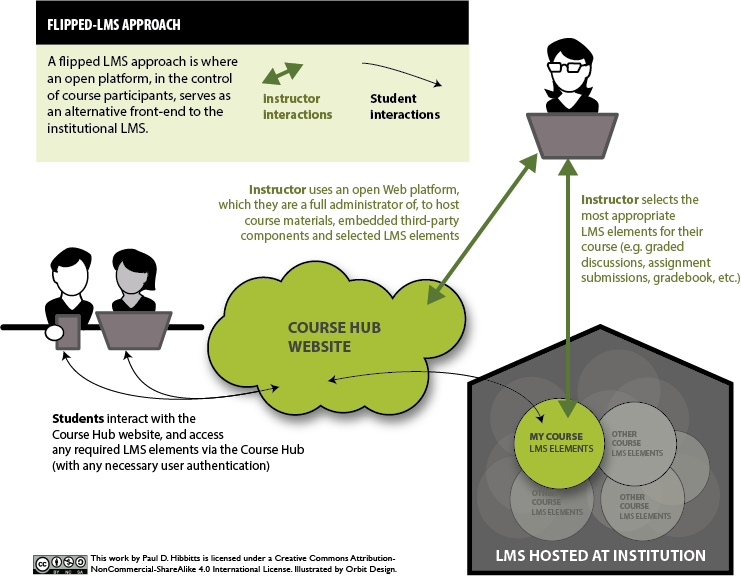 FLIPPED-LMS APPROACH
A flipped LMS approach is where
an open platform, in the control
of course participants, serves as
an alternative front-end to the
institutional LMS.
Instructor
interactions
Student
interactions
Instructor uses an open Web platform,
which they are a full administrator of, to host
course materials, embedded third-party
components and selected LMS elements
Instructor selects the
most appropriate
LMS elements for their
course (e.g. graded
discussions, assignment
submissions, gradebook, etc.)
COURSE HUB
WEBSITE
Students interact with the
Course Hub website, and access
any required LMS elements via the Course Hub
(with any necessary user authentication)
MY COURSE
LMS ELEMENTS
OTHER
COURSE
LMS ELEMENTS
OTHER
COURSE
LMS ELEMENTS
OTHER
COURSE
LMS ELEMENTS
LMS HOSTED AT INSTITUTION
CC
BY NC SA
This work by Paul D. Hibbitts is licensed under a Creative Commons Attribution-
NonCommercial-ShareAlike 4.0 International License. Illustrated by Orbit Design.